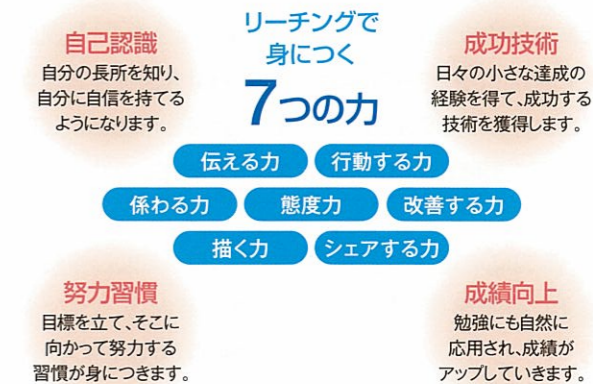 リーチングで
身につく
7つの力
自己認識
自分の長所を知り、
自分に自信を持てる
ようになります。
成功技術
日々の小さな達成の
経験を得て、成功する
技術を獲得します。
伝える力
行動する力
係わる力
態度力
改善する力
描く力
シェアする力
努力習慣
目標を立て、そこに
向かって努力する
習慣が身につきます。
成績向上
勉強にも自然に
応用され、成績が
アップしていきます。